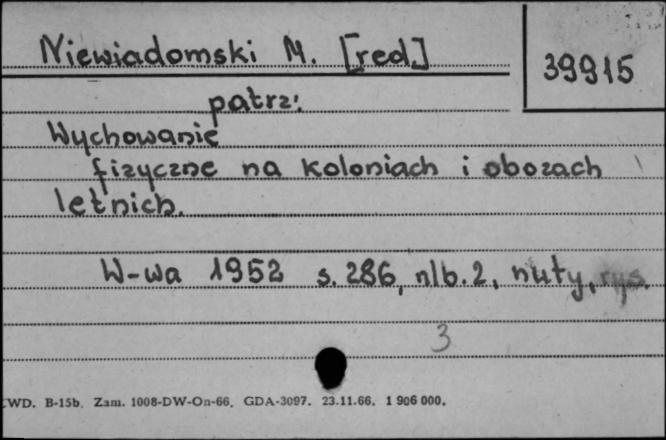 Niewiadomski M. [red]
39915
patrz:
Wychowanie
fizyczne na koloniach i obozach
letnich.
W-wa 1952 s. 286, nlb. 2, nuty, rys.
3
WD. B-15b. Zam. 1008-DW-On-66. GDA-3097. 23.11.66. 1 906 000.